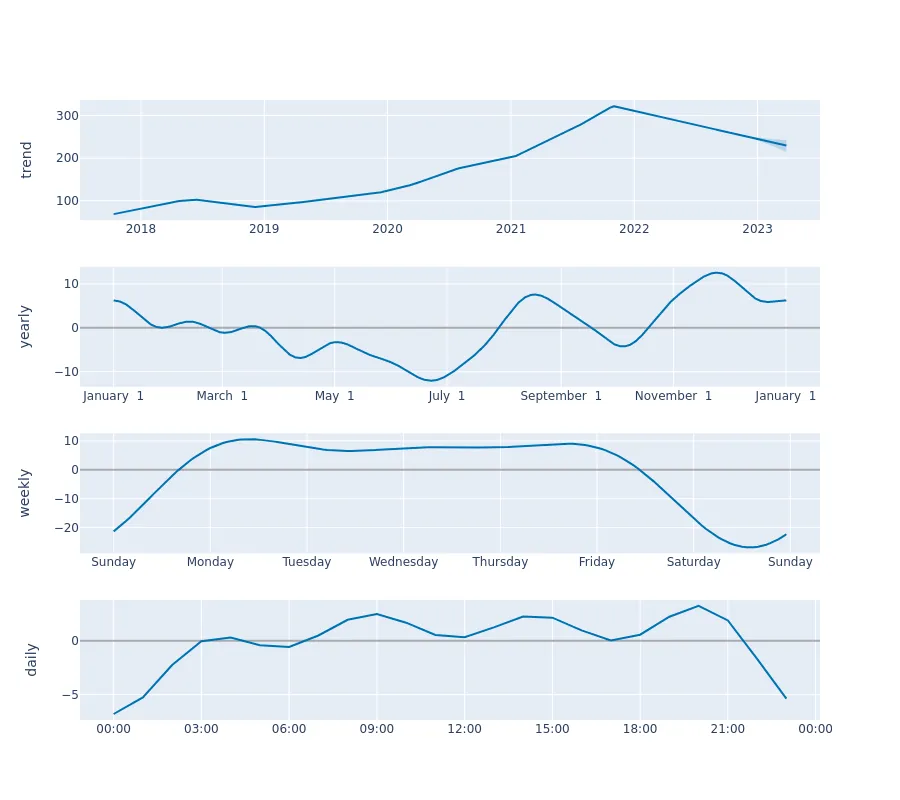 trend
300
200
100
2018 2019 2020 2021 2022 2023
yearly
10
0
−10
January 1 March 1 May 1 July 1 September 1 November 1 January 1
weekly
10
0
−10
−20
Sunday Monday Tuesday Wednesday Thursday Friday Saturday Sunday
daily
0
−5
00:00 03:00 06:00 09:00 12:00 15:00 18:00 21:00 00:00